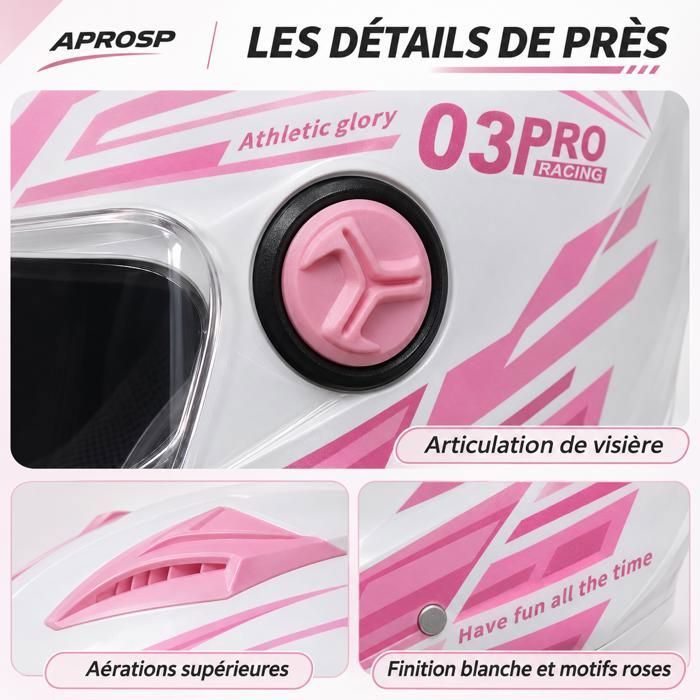 APROSP
LES DÉTAILS DE PRÈS
Athletic glory
03PRO
RACING
Articulation de visière
Have fun all the time
Aérations supérieures
Finition blanche et motifs roses